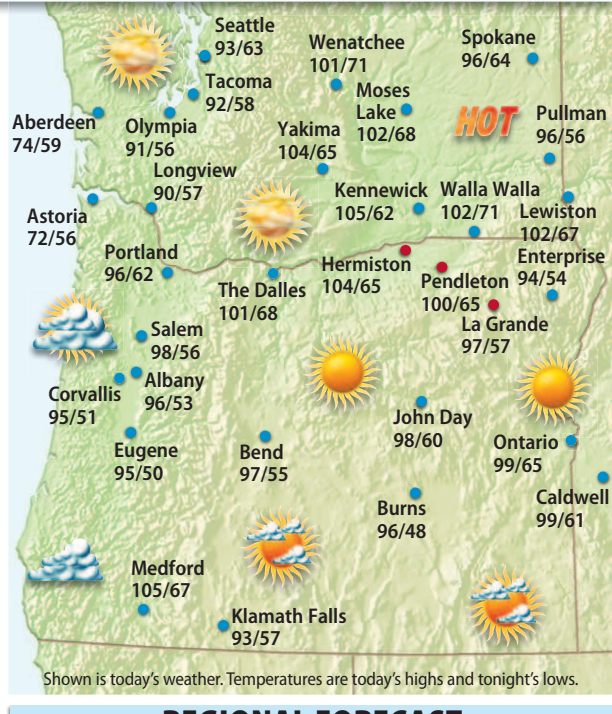 Seattle
93/63
Wenatchee
101/71
Spokane
96/64
Tacoma
92/58
Moses
Lake
102/68
HOT
Pullman
96/56
Aberdeen
74/59
Olympia
91/56
Yakima
104/65
Longview
90/57
Kennewick
105/62
Walla Walla
102/71
Lewiston
102/67
Astoria
72/56
Portland
96/62
The Dalles
101/68
Hermiston
104/65
Pendleton
100/65
Enterprise
94/54
La Grande
97/57
Salem
98/56
Albany
96/53
Corvallis
95/51
Eugene
95/50
Bend
97/55
John Day
98/60
Ontario
99/65
Caldwell
99/61
Burns
96/48
Medford
105/67
Klamath Falls
93/57
Shown is today's weather. Temperatures are today's highs and tonight's lows.
REGIONAL FORECAST